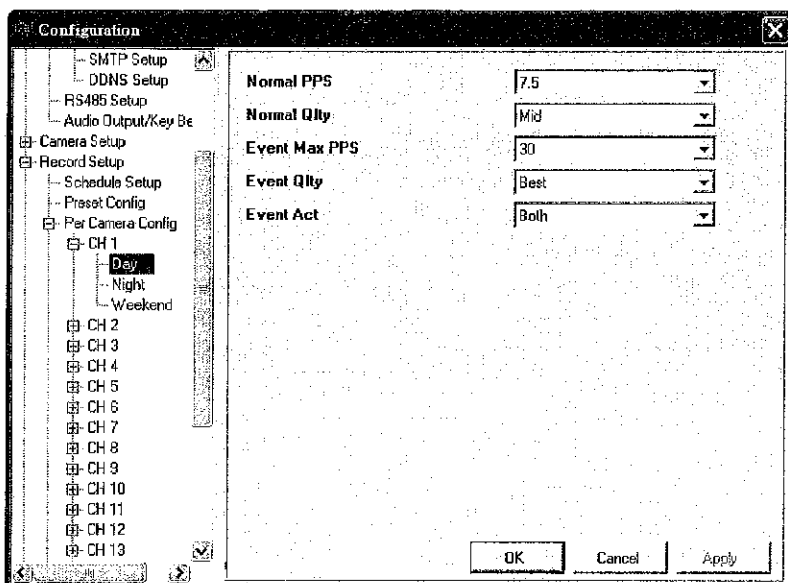 Configuration
SMTP Setup
DDNS Setup
RS485 Setup
Audio Output/Key Be
Camera Setup
Record Setup
Schedule Setup
Preset Config
Per Camera Config
CH 1
Day
Night
Weekend
CH 2
CH 3
CH 4
CH 5
CH 6
CH 7
CH 8
CH 9
CH 10
CH 11
CH 12
CH 13
Normal PPS 7.5
Normal Qlty Mid
Event Max PPS 30
Event Qlty Best
Event Act Both
OK Cancel Apply